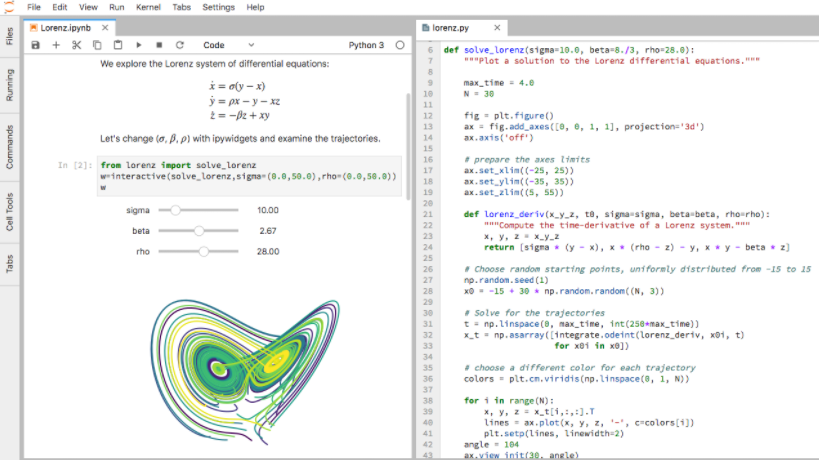 File Edit View Run Kernel Tabs Settings Help
Files
Running
Commands
Cell Tools
Tabs
Lorenz.ipynb
Code
Python 3
We explore the Lorenz system of differential equations:
ẋ = σ(y − x)
ẏ = ρx − y − xz
ż = −βz + xy
Let's change (σ, β, ρ) with ipywidgets and examine the trajectories.
In [2]:
from lorenz import solve_lorenz
w=interactive(solve_lorenz,sigma=(0.0,50.0),rho=(0.0,50.0))
w
sigma 10.00
beta 2.67
rho 28.00
lorenz.py
6 def solve_lorenz(sigma=10.0, beta=8./3, rho=28.0):
7 """Plot a solution to the Lorenz differential equations."""
8
9 max_time = 4.0
10 N = 30
11
12 fig = plt.figure()
13 ax = fig.add_axes([0, 0, 1, 1], projection='3d')
14 ax.axis('off')
15
16 # prepare the axes limits
17 ax.set_xlim((-25, 25))
18 ax.set_ylim((-35, 35))
19 ax.set_zlim((5, 55))
20
21 def lorenz_deriv(x_y_z, t0, sigma=sigma, beta=beta, rho=rho):
22 """Compute the time-derivative of a Lorenz system."""
23 x, y, z = x_y_z
24 return [sigma * (y - x), x * (rho - z) - y, x * y - beta * z]
25
26 # Choose random starting points, uniformly distributed from -15 to 15
27 np.random.seed(1)
28 x0 = -15 + 30 * np.random.random((N, 3))
29
30 # Solve for the trajectories
31 t = np.linspace(0, max_time, int(250*max_time))
32 x_t = np.asarray([integrate.odeint(lorenz_deriv, x0i, t)
33 for x0i in x0])
34
35 # choose a different color for each trajectory
36 colors = plt.cm.viridis(np.linspace(0, 1, N))
37
38 for i in range(N):
39 x, y, z = x_t[i,:,:].T
40 lines = ax.plot(x, y, z, '-', c=colors[i])
41 plt.setp(lines, linewidth=2)
42 angle = 104
43 ax.view_init(30, angle)